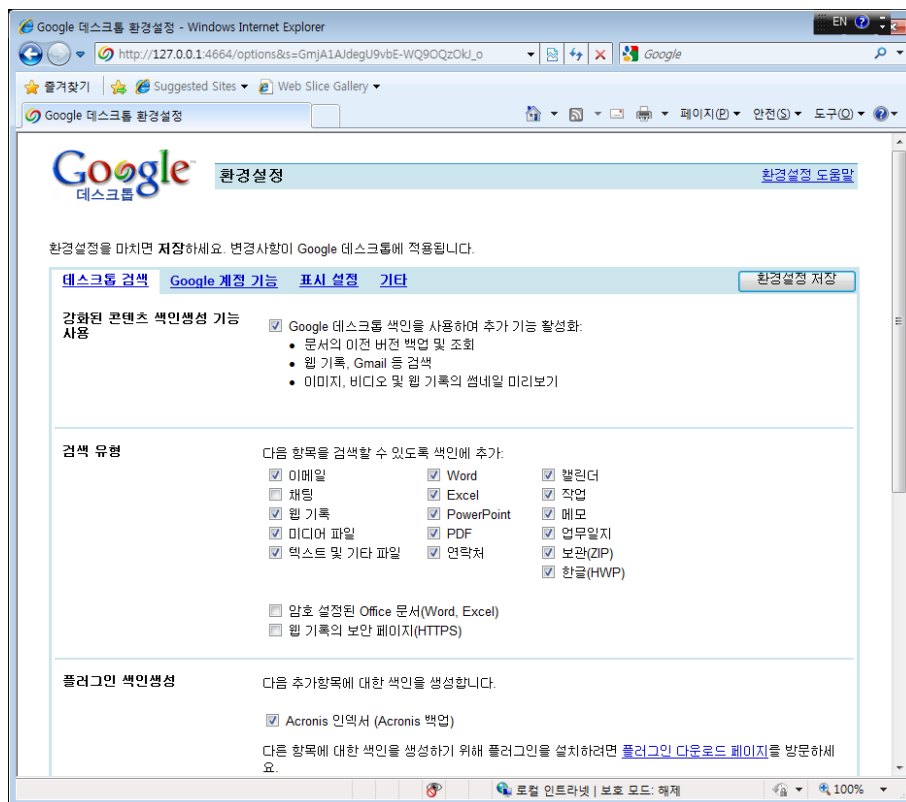 Google 데스크톱 환경설정 - Windows Internet Explorer
EN
http://127.0.0.1:4664/options&s=GmjA1AJdegU9vbE-WQ9OQzOkJ_o
Google
즐겨찾기 Suggested Sites Web Slice Gallery
Google 데스크톱 환경설정
페이지(P) 안전(S) 도구(O)
Google 데스크톱
환경설정 환경설정 도움말
환경설정을 마치면 저장하세요. 변경사항이 Google 데스크톱에 적용됩니다.
데스크톱 검색 Google 계정 기능 표시 설정 기타 환경설정 저장
강화된 콘텐츠 색인생성 기능
사용
Google 데스크톱 색인을 사용하여 추가 기능 활성화:
• 문서의 이전 버전 백업 및 조회
• 웹 기록, Gmail 등 검색
• 이미지, 비디오 및 웹 기록의 썸네일 미리보기
검색 유형 다음 항목을 검색할 수 있도록 색인에 추가:
이메일 Word 캘린더
채팅 Excel 작업
웹 기록 PowerPoint 메모
미디어 파일 PDF 업무일지
텍스트 및 기타 파일 연락처 보관(ZIP)
한글(HWP)
암호 설정된 Office 문서(Word, Excel)
웹 기록의 보안 페이지(HTTPS)
플러그인 색인생성 다음 추가항목에 대한 색인을 생성합니다.
Acronis 인덱서 (Acronis 백업)
다른 항목에 대한 색인을 생성하기 위해 플러그인을 설치하려면 플러그인 다운로드 페이지를 방문하세
요.
로컬 인트라넷 | 보호 모드: 해제 100%